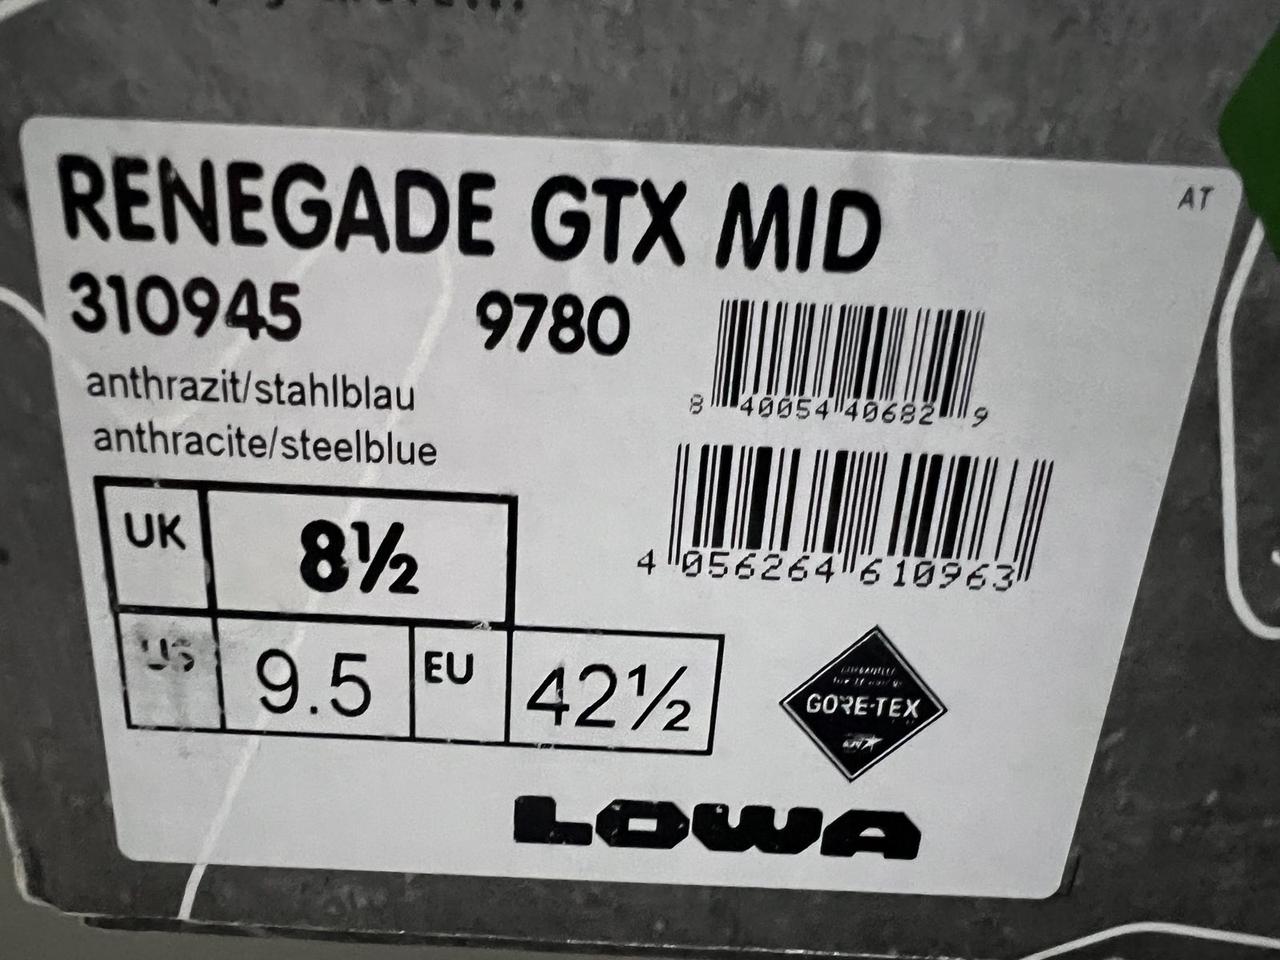 RENEGADE GTX MID
AT
310945 9780
anthrazit/stahlblau
anthracite/steelblue
8 40054 40682 9
4 056264 610963
UK 8½
US 9.5 EU 42½
GORE-TEX
LOWA